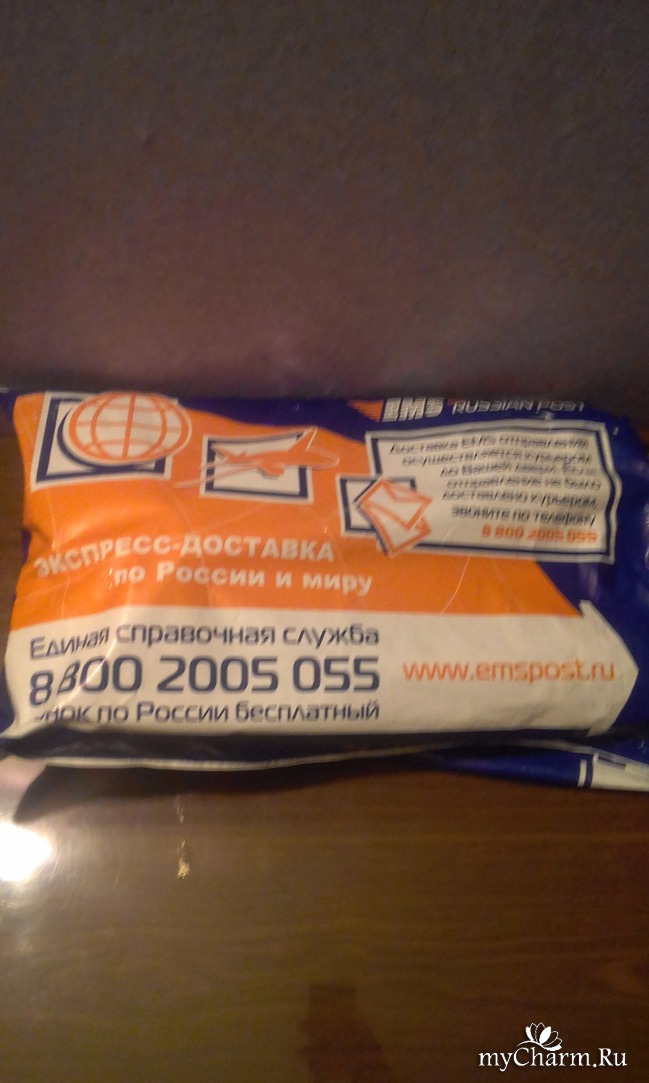 EMS RUSSIAN POST
Доставка EMS отправлений
осуществляется курьером
до Вашей двери. Если
отправление не было
доставлено курьером,
звоните по телефону
8 800 2005 055
ЭКСПРЕСС-ДОСТАВКА
по России и миру
Единая справочная служба
8 800 2005 055
www.emspost.ru
по России бесплатный
myCharm.Ru